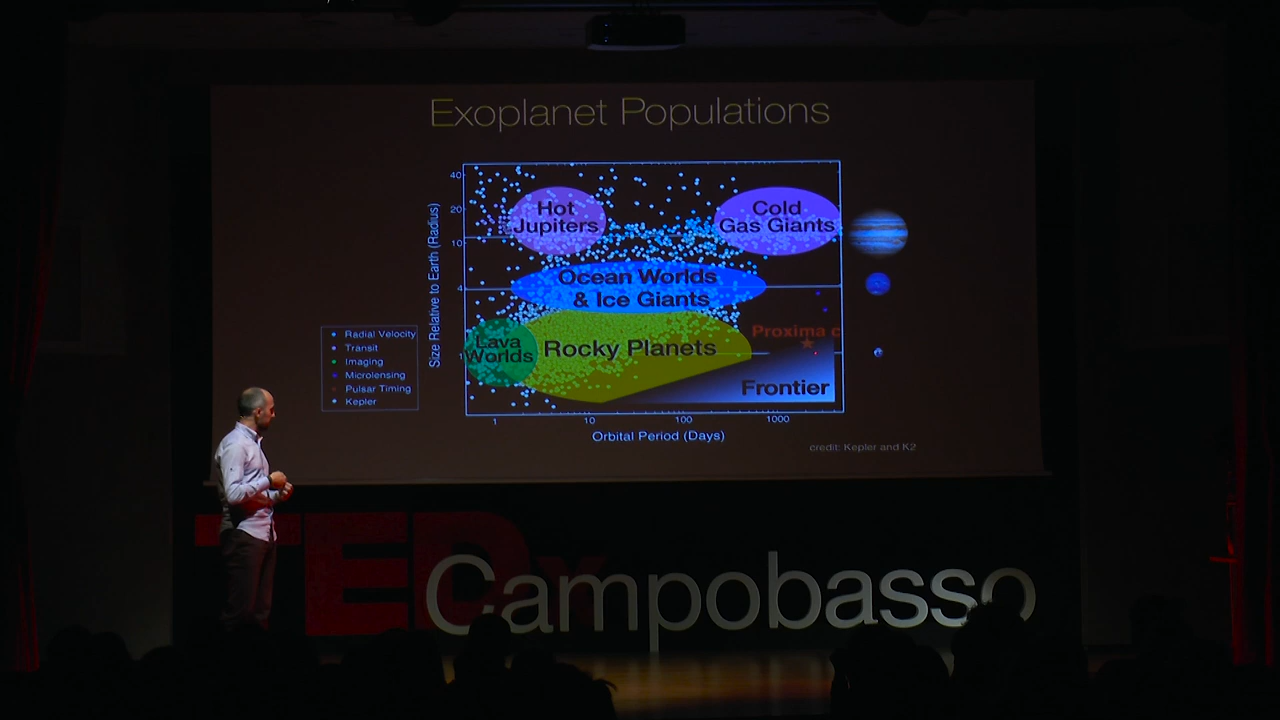 Exoplanet Populations
Size Relative to Earth (Radius)
40
20
10
4
1
Hot
Jupiters
Cold
Gas Giants
Ocean Worlds
& Ice Giants
Lava
Worlds
Rocky Planets
Proxima c
Frontier
1
10
100
1000
Orbital Period (Days)
Radial Velocity
Transit
Imaging
Microlensing
Pulsar Timing
Kepler
credit: Kepler and K2
TEDx
Campobasso